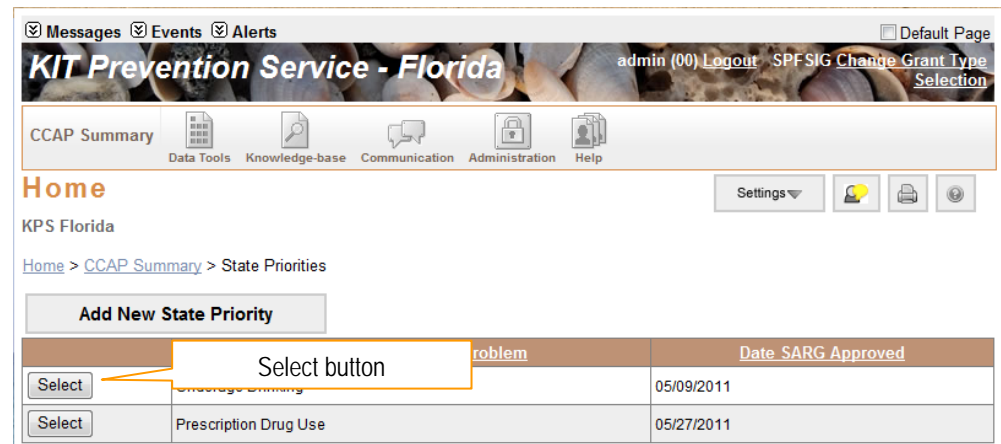 Messages Events Alerts Default Page
KIT Prevention Service - Florida admin (00) Logout SPFSIG Change Grant Type Selection
CCAP Summary Data Tools Knowledge-base Communication Administration Help
Home Settings
KPS Florida
Home > CCAP Summary > State Priorities
Add New State Priority
roblem Date SARG Approved
Select button
Select 05/09/2011
Select Prescription Drug Use 05/27/2011